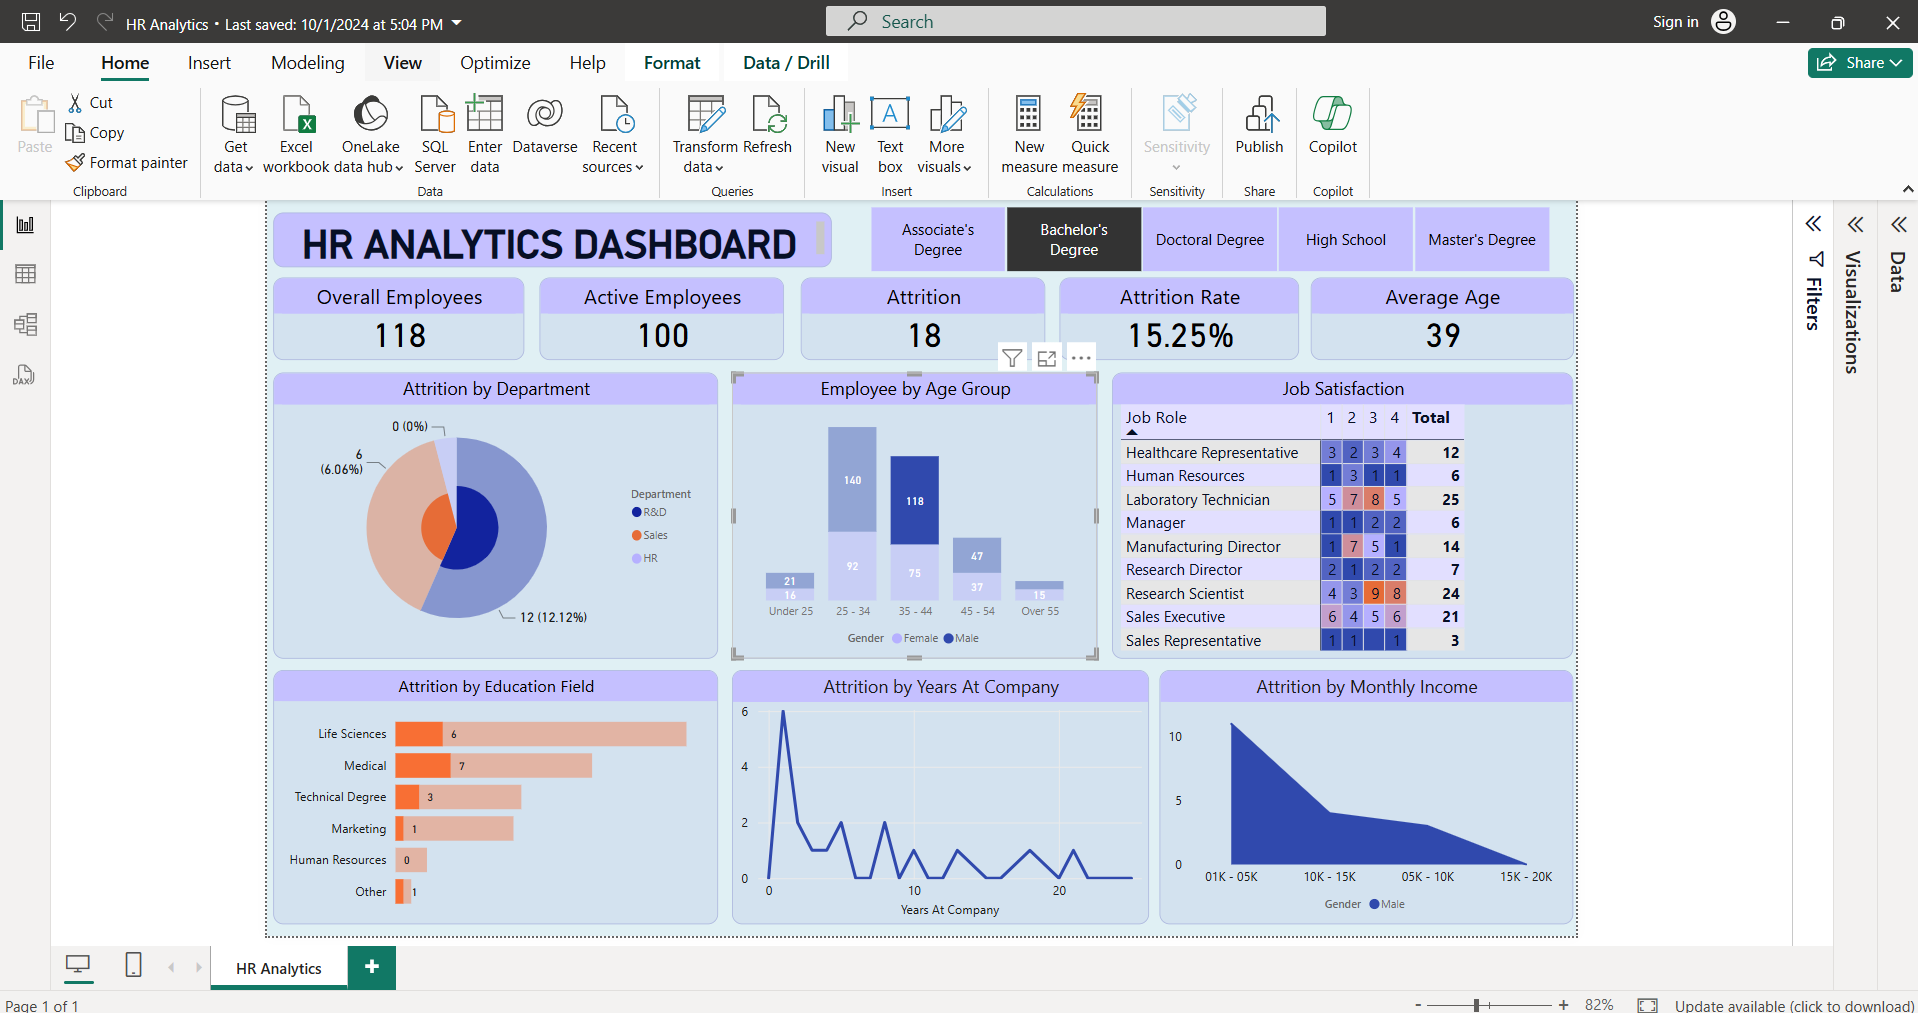 HR Analytics • Last saved: 10/1/2024 at 5:04 PM
Search
Sign in
File
Home
Insert
Modeling
View
Optimize
Help
Format
Data / Drill
Share
Paste
Cut
Copy
Format painter
Clipboard
Get
data
Excel
workbook
OneLake
data hub
SQL
Server
Enter
data
Dataverse
Recent
sources
Data
Transform
data
Refresh
Queries
New
visual
Text
box
More
visuals
Insert
New
measure
Quick
measure
Calculations
Sensitivity
Sensitivity
Publish
Share
Copilot
Copilot
DAX
HR ANALYTICS DASHBOARD
Associate's
Degree
Bachelor's
Degree
Doctoral Degree
High School
Master's Degree
Overall Employees
118
Active Employees
100
Attrition
18
Attrition Rate
15.25%
Average Age
39
Filters
Visualizations
Data
Attrition by Department
0 (0%)
6
(6.06%)
12 (12.12%)
Department
R&D
Sales
HR
Employee by Age Group
140
118
92
75
47
37
21
16
15
Under 25
25 - 34
35 - 44
45 - 54
Over 55
Gender Female Male
Job Satisfaction
Job Role 1 2 3 4 Total
Healthcare Representative 3 2 3 4 12
Human Resources 1 3 1 1 6
Laboratory Technician 5 7 8 5 25
Manager 1 1 2 2 6
Manufacturing Director 1 7 5 1 14
Research Director 2 1 2 2 7
Research Scientist 4 3 9 8 24
Sales Executive 6 4 5 6 21
Sales Representative 1 1 1 3
Attrition by Education Field
Life Sciences 6
Medical 7
Technical Degree 3
Marketing 1
Human Resources 0
Other 1
Attrition by Years At Company
6
4
2
0
0 10 20
Years At Company
Attrition by Monthly Income
10
5
0
01K - 05K
10K - 15K
05K - 10K
15K - 20K
Gender Male
HR Analytics
+
Page 1 of 1
- + 82%
Update available (click to download)